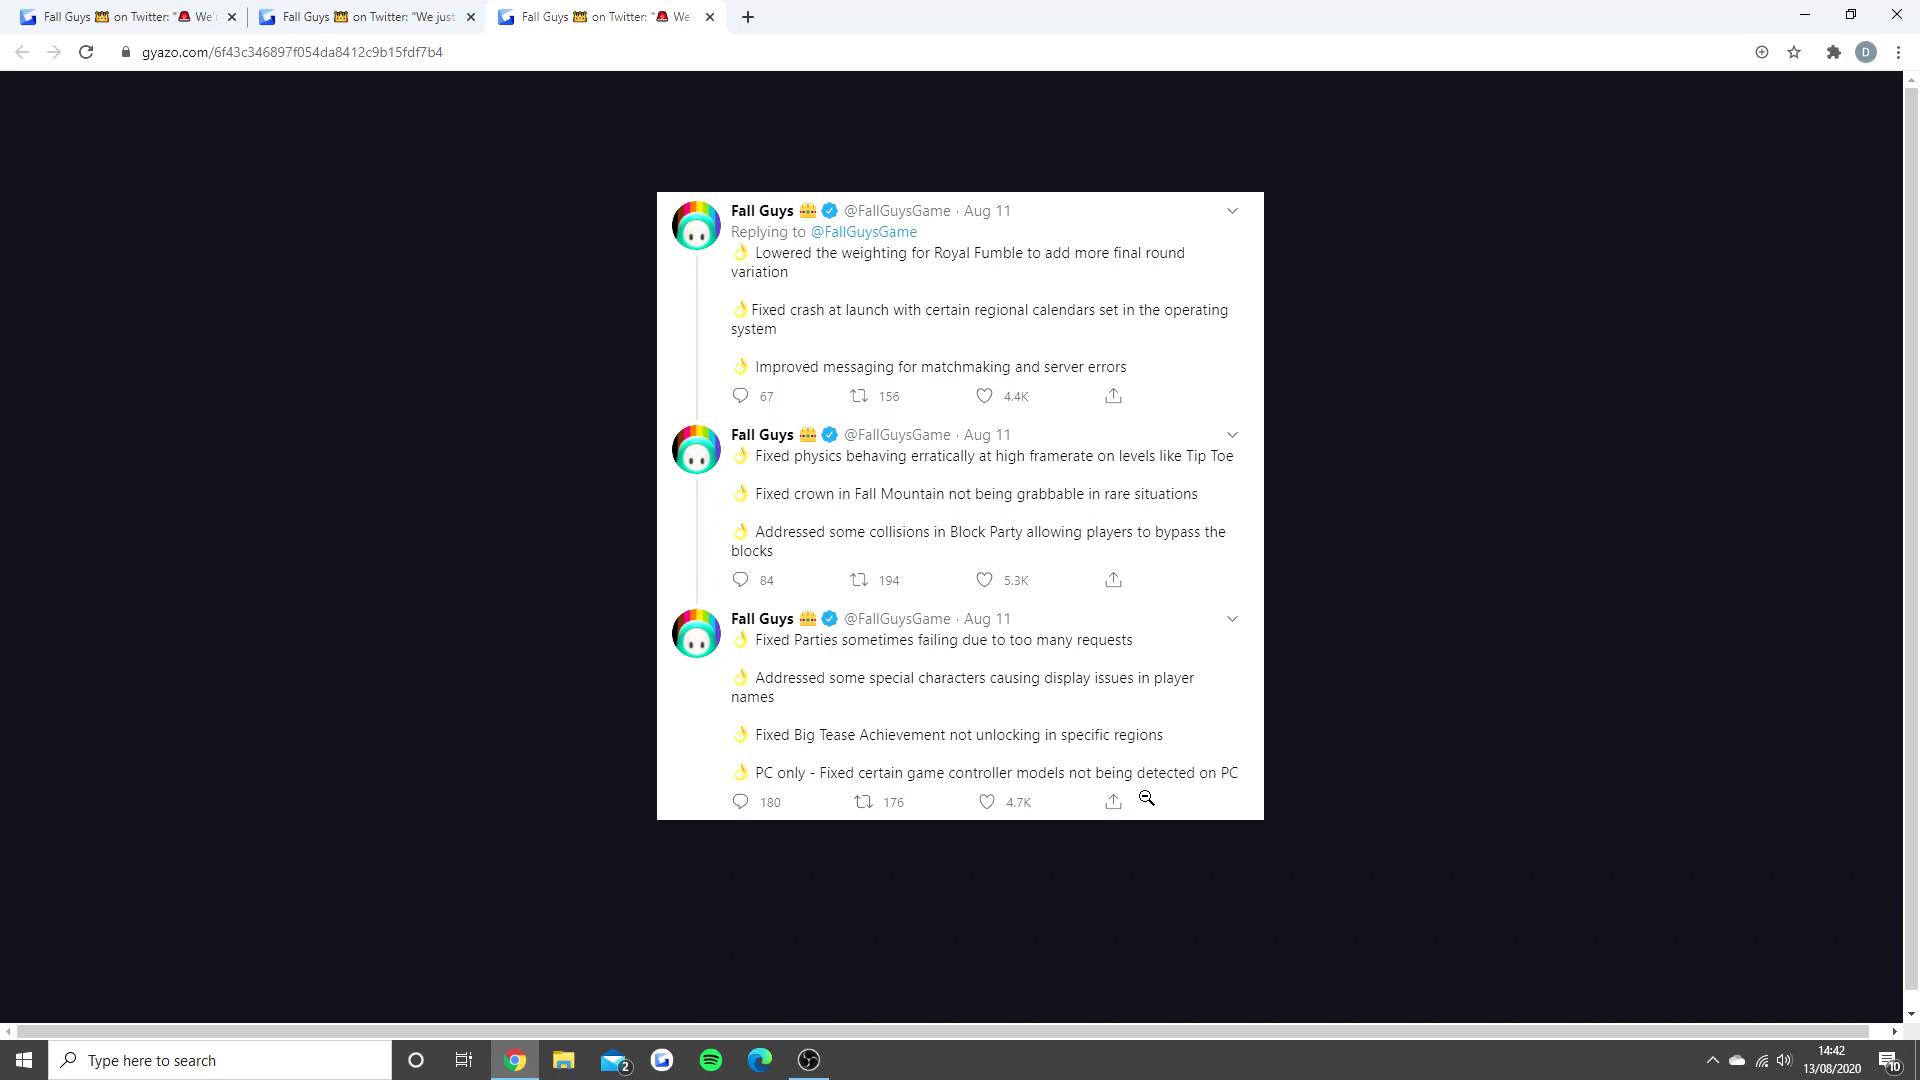 Fall Guys 👑 on Twitter: "🚨 We'
Fall Guys 👑 on Twitter: "We just
Fall Guys 👑 on Twitter: "🚨 We'
gyazo.com/6f43c346897f054da8412c9b15fdf7b4
D
Fall Guys 👑 @FallGuysGame · Aug 11
Replying to @FallGuysGame
👌 Lowered the weighting for Royal Fumble to add more final round
variation
👌Fixed crash at launch with certain regional calendars set in the operating
system
👌 Improved messaging for matchmaking and server errors
67 156 4.4K
Fall Guys 👑 @FallGuysGame · Aug 11
👌 Fixed physics behaving erratically at high framerate on levels like Tip Toe
👌 Fixed crown in Fall Mountain not being grabbable in rare situations
👌 Addressed some collisions in Block Party allowing players to bypass the
blocks
84 194 5.3K
Fall Guys 👑 @FallGuysGame · Aug 11
👌 Fixed Parties sometimes failing due to too many requests
👌 Addressed some special characters causing display issues in player
names
👌 Fixed Big Tease Achievement not unlocking in specific regions
👌 PC only - Fixed certain game controller models not being detected on PC
180 176 4.7K
Type here to search
2
14:42
13/08/2020
10